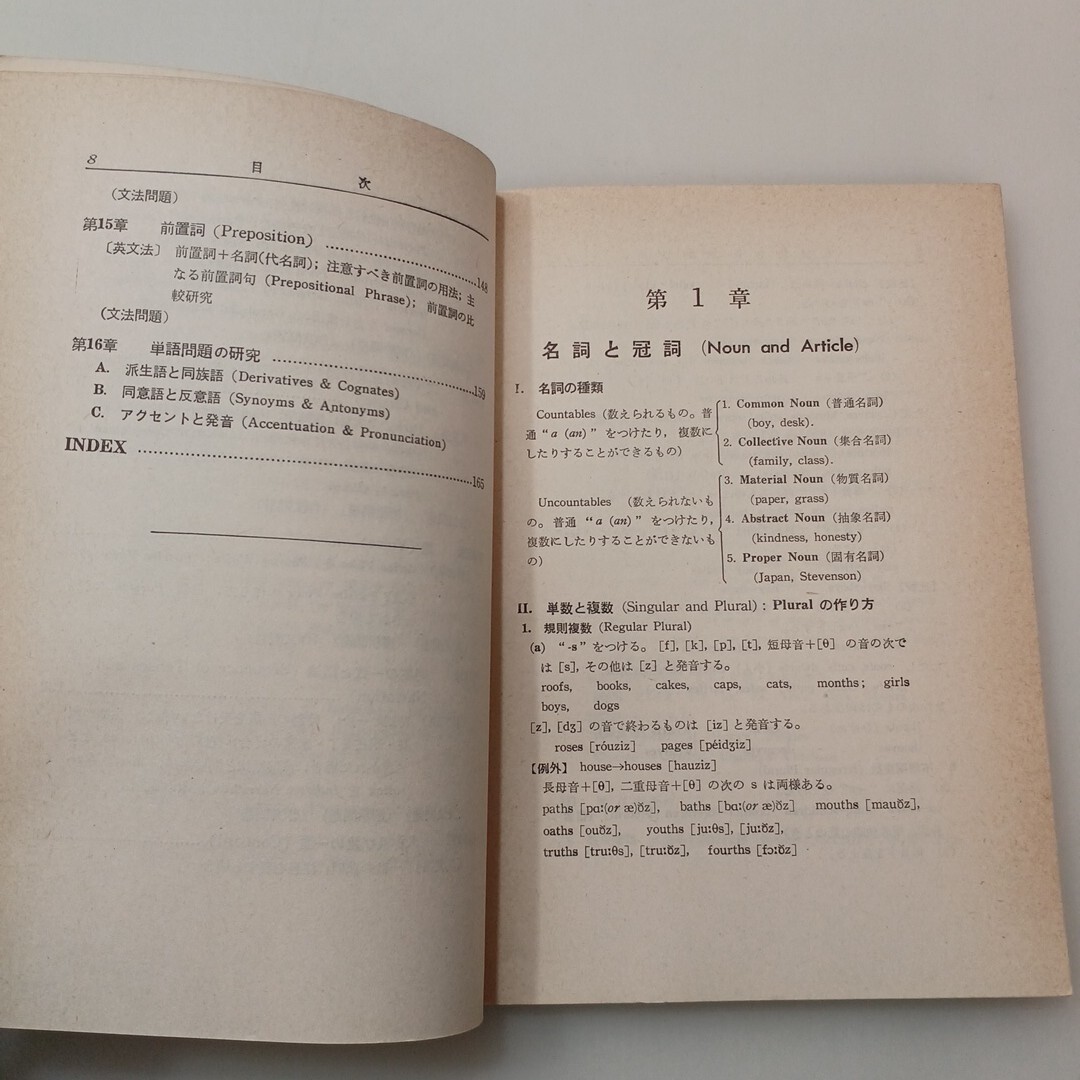 8 目次
(文法問題)
第15章 前置詞 (Preposition) ……………………148
〔英文法〕 前置詞+名詞(代名詞); 注意すべき前置詞の用法; 主
なる前置詞句 (Prepositional Phrase); 前置詞の比
較研究
(文法問題)
第16章 単語問題の研究 ……………………159
A. 派生語と同族語 (Derivatives & Cognates)
B. 同意語と反意語 (Synoyms & Antonyms)
C. アクセントと発音 (Accentuation & Pronunciation)
INDEX ……………………165
第1章
名詞と冠詞 (Noun and Article)
I. 名詞の種類
Countables (数えられるもの。普
通 "a (an)" をつけたり, 複数に
したりすることができるもの)
1. Common Noun (普通名詞)
(boy, desk).
2. Collective Noun (集合名詞)
(family, class).
Uncountables (数えられないも
の。普通 "a (an)" をつけたり,
複数にしたりすることができないも
の)
3. Material Noun (物質名詞)
(paper, grass)
4. Abstract Noun (抽象名詞)
(kindness, honesty)
5. Proper Noun (固有名詞)
(Japan, Stevenson)
II. 単数と複数 (Singular and Plural) : Plural の作り方
1. 規則複数 (Regular Plural)
(a) "-s" をつける。 [f], [k], [p], [t], 短母音+[θ] の音の次で
は [s], その他は [z] と発音する。
roofs, books, cakes, caps, cats, months; girls
boys, dogs
[z], [dʒ] の音で終わるものは [iz] と発音する。
roses [róuziz] pages [péidʒiz]
【例外】 house→houses [hauziz]
長母音+[θ], 二重母音+[θ] の次の s は両様ある。
paths [pɑ:(or æ)ðz], baths [bɑ:(or æ)ðz] mouths [mauðz],
oaths [ouðz], youths [ju:θs], [ju:ðz],
truths [tru:θs], [tru:ðz], fourths [fɔ:ðz]